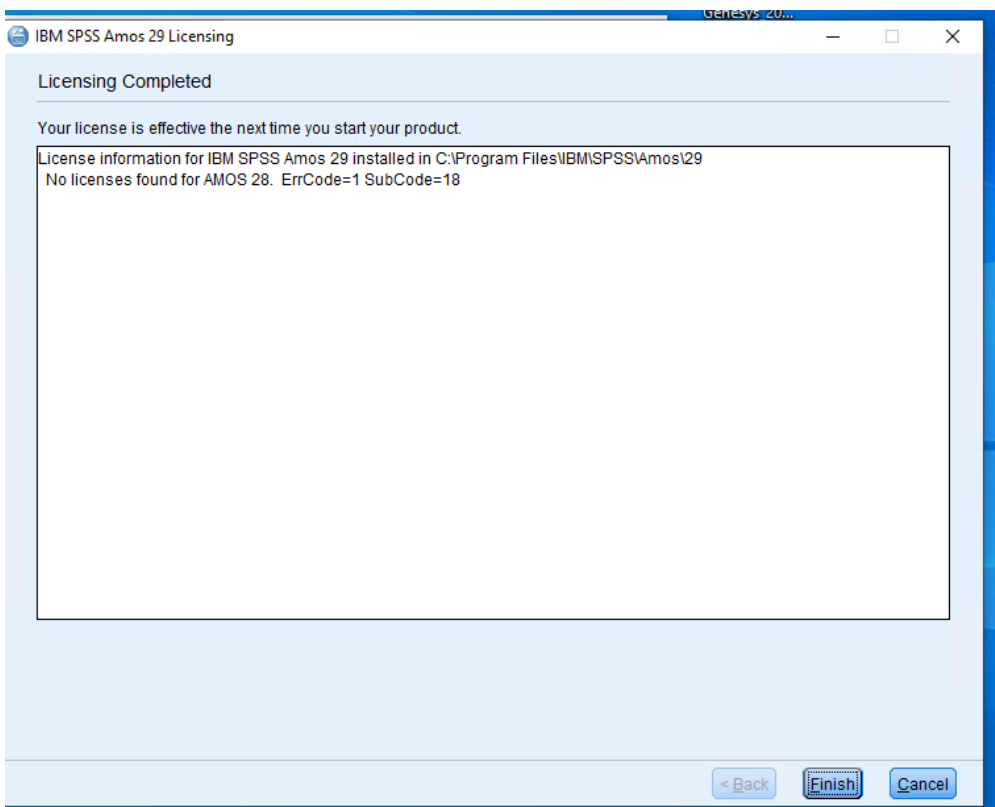 Genesys_20...
IBM SPSS Amos 29 Licensing
Licensing Completed
Your license is effective the next time you start your product.
License information for IBM SPSS Amos 29 installed in C:\Program Files\IBM\SPSS\Amos\29
No licenses found for AMOS 28.  ErrCode=1 SubCode=18
< Back
Finish
Cancel